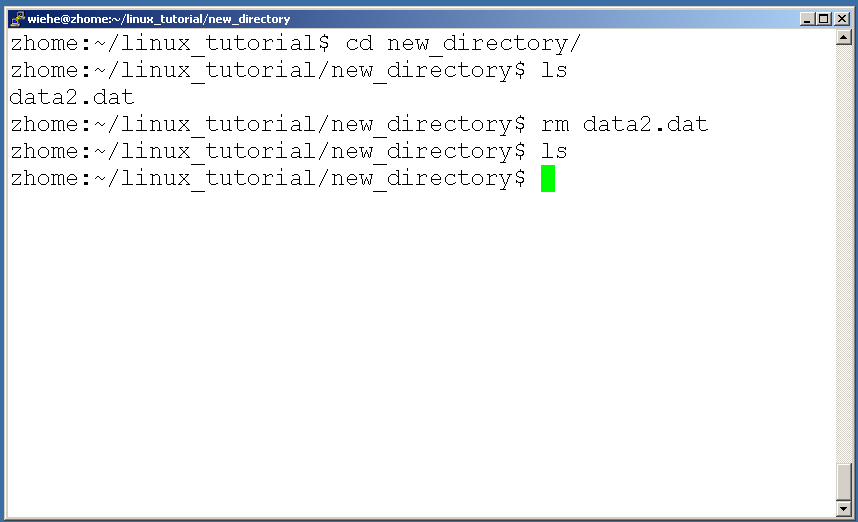 wiehe@zhome:~/linux_tutorial/new_directory
zhome:~/linux_tutorial$ cd new_directory/
zhome:~/linux_tutorial/new_directory$ ls
data2.dat
zhome:~/linux_tutorial/new_directory$ rm data2.dat
zhome:~/linux_tutorial/new_directory$ ls
zhome:~/linux_tutorial/new_directory$